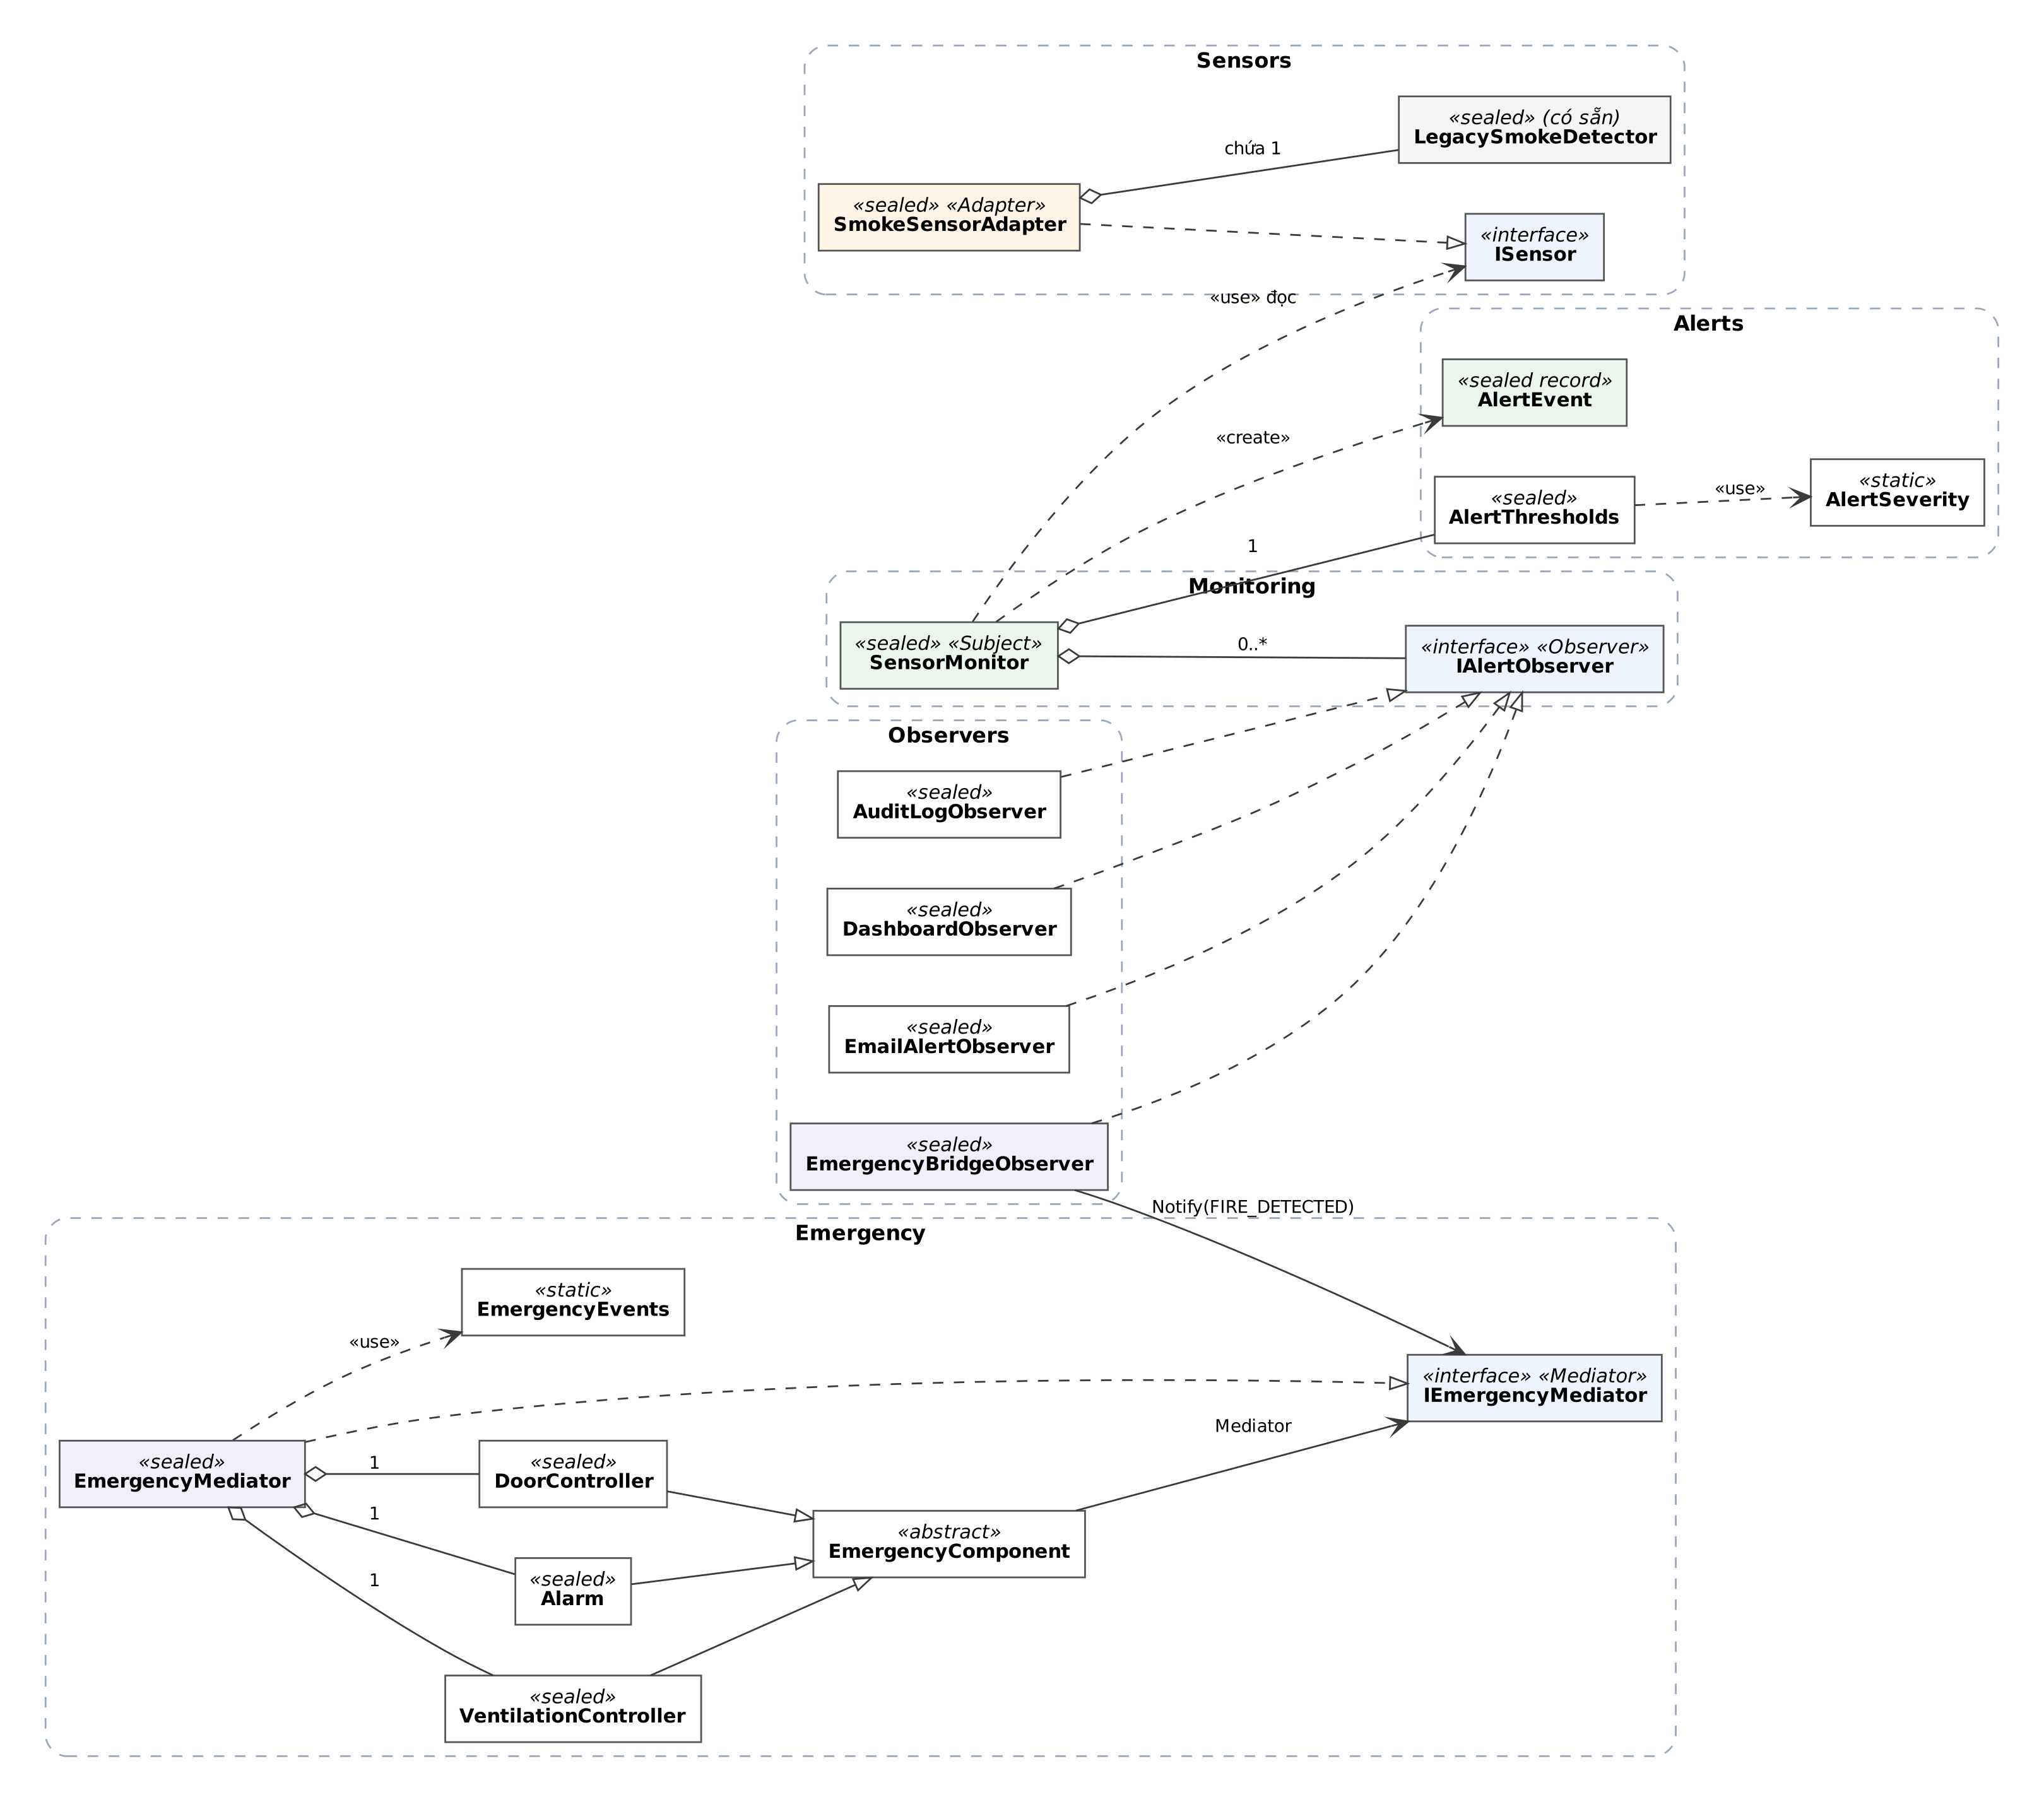 Sensors
«sealed» (có sẵn)
LegacySmokeDetector
chứa 1
«sealed» «Adapter»
SmokeSensorAdapter
«interface»
ISensor
«use» đọc
Alerts
«sealed record»
AlertEvent
«create»
«sealed»
AlertThresholds
«use»
«static»
AlertSeverity
1
Monitoring
«sealed» «Subject»
SensorMonitor
0..*
«interface» «Observer»
IAlertObserver
Observers
«sealed»
AuditLogObserver
«sealed»
DashboardObserver
«sealed»
EmailAlertObserver
«sealed»
EmergencyBridgeObserver
Notify(FIRE_DETECTED)
Emergency
«static»
EmergencyEvents
«use»
«interface» «Mediator»
IEmergencyMediator
Mediator
«sealed»
EmergencyMediator
1
«sealed»
DoorController
1
«abstract»
EmergencyComponent
«sealed»
Alarm
1
«sealed»
VentilationController